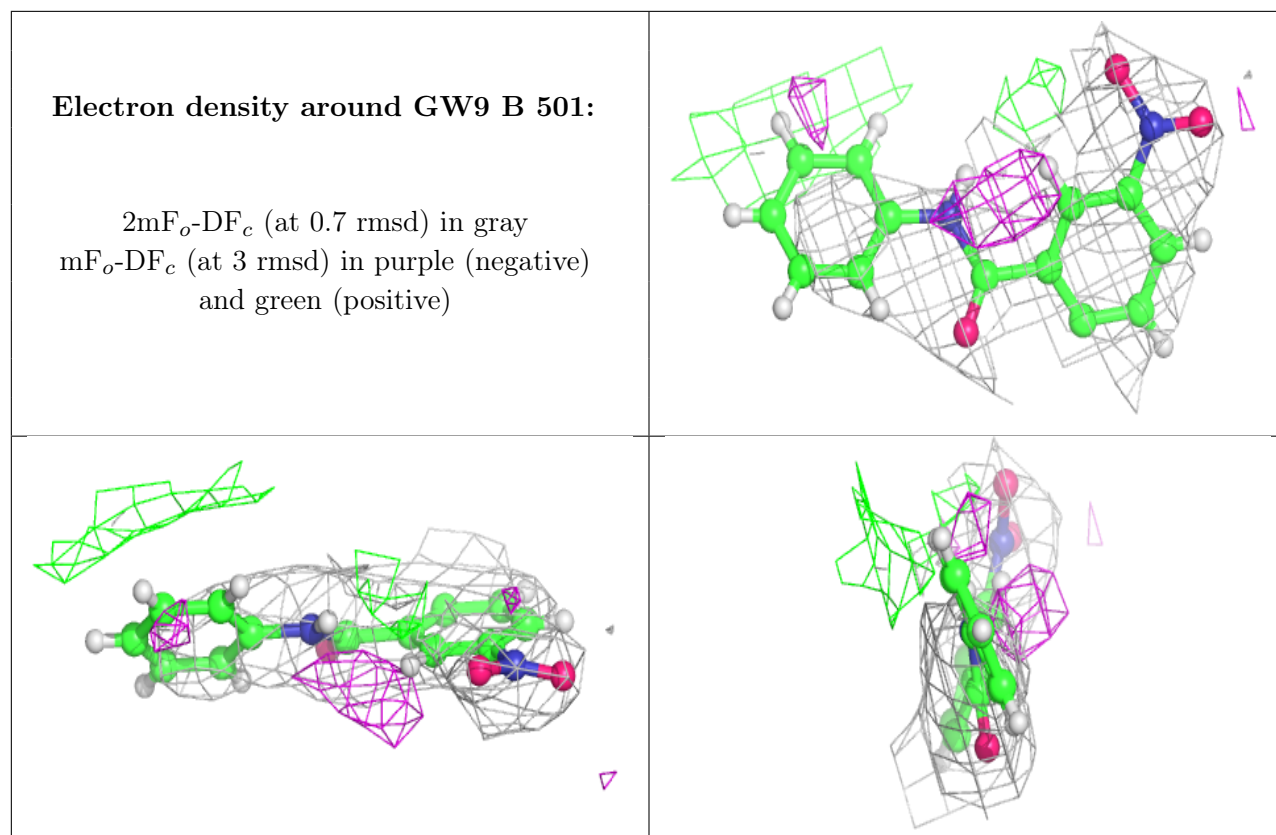 Electron density around GW9 B 501:
2mFo-DFc (at 0.7 rmsd) in gray
mFo-DFc (at 3 rmsd) in purple (negative)
and green (positive)